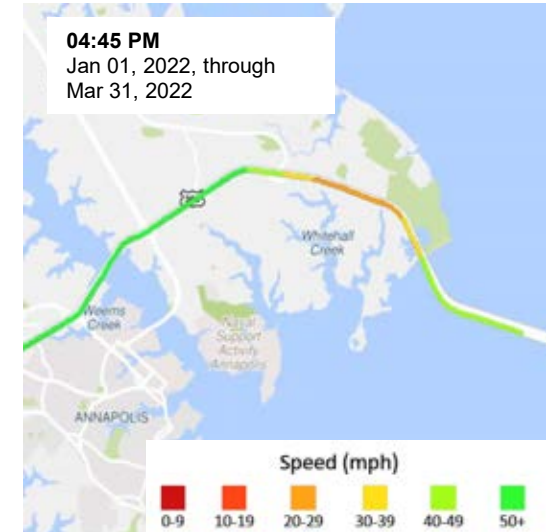 04:45 PM
Jan 01, 2022, through
Mar 31, 2022
Whitehall
Creek
Weems
Creek
Naval
Support
Activity
Annapolis
ANNAPOLIS
Speed (mph)
0-9 10-19 20-29 30-39 40-49 50+